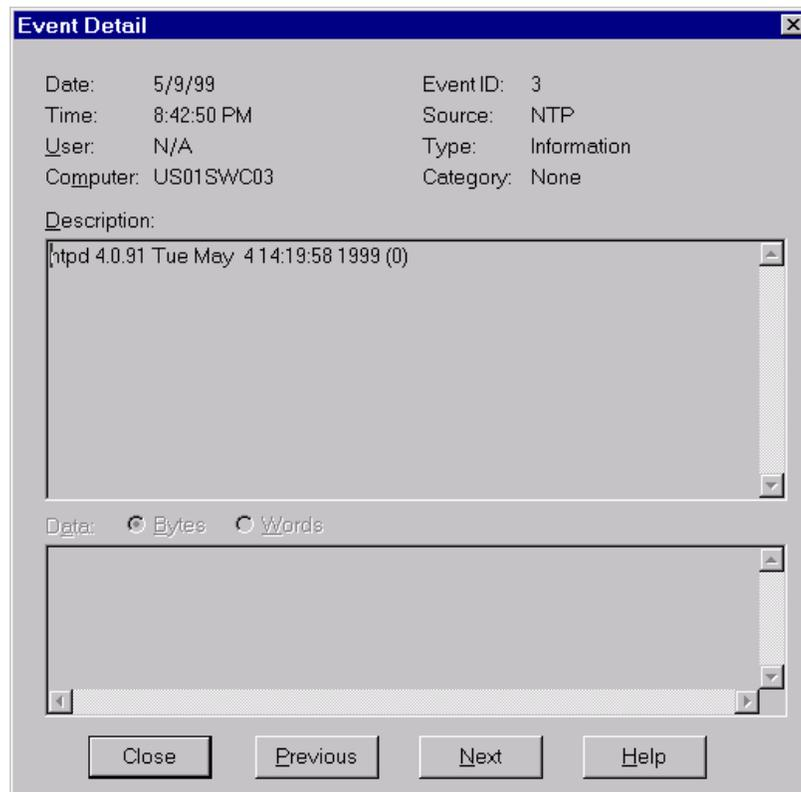 Event Detail
Date: 5/9/99 Event ID: 3
Time: 8:42:50 PM Source: NTP
User: N/A Type: Information
Computer: US01SWC03 Category: None
Description:
ntpd 4.0.91 Tue May  4 14:19:58 1999 (0)
Data: Bytes Words
Close Previous Next Help